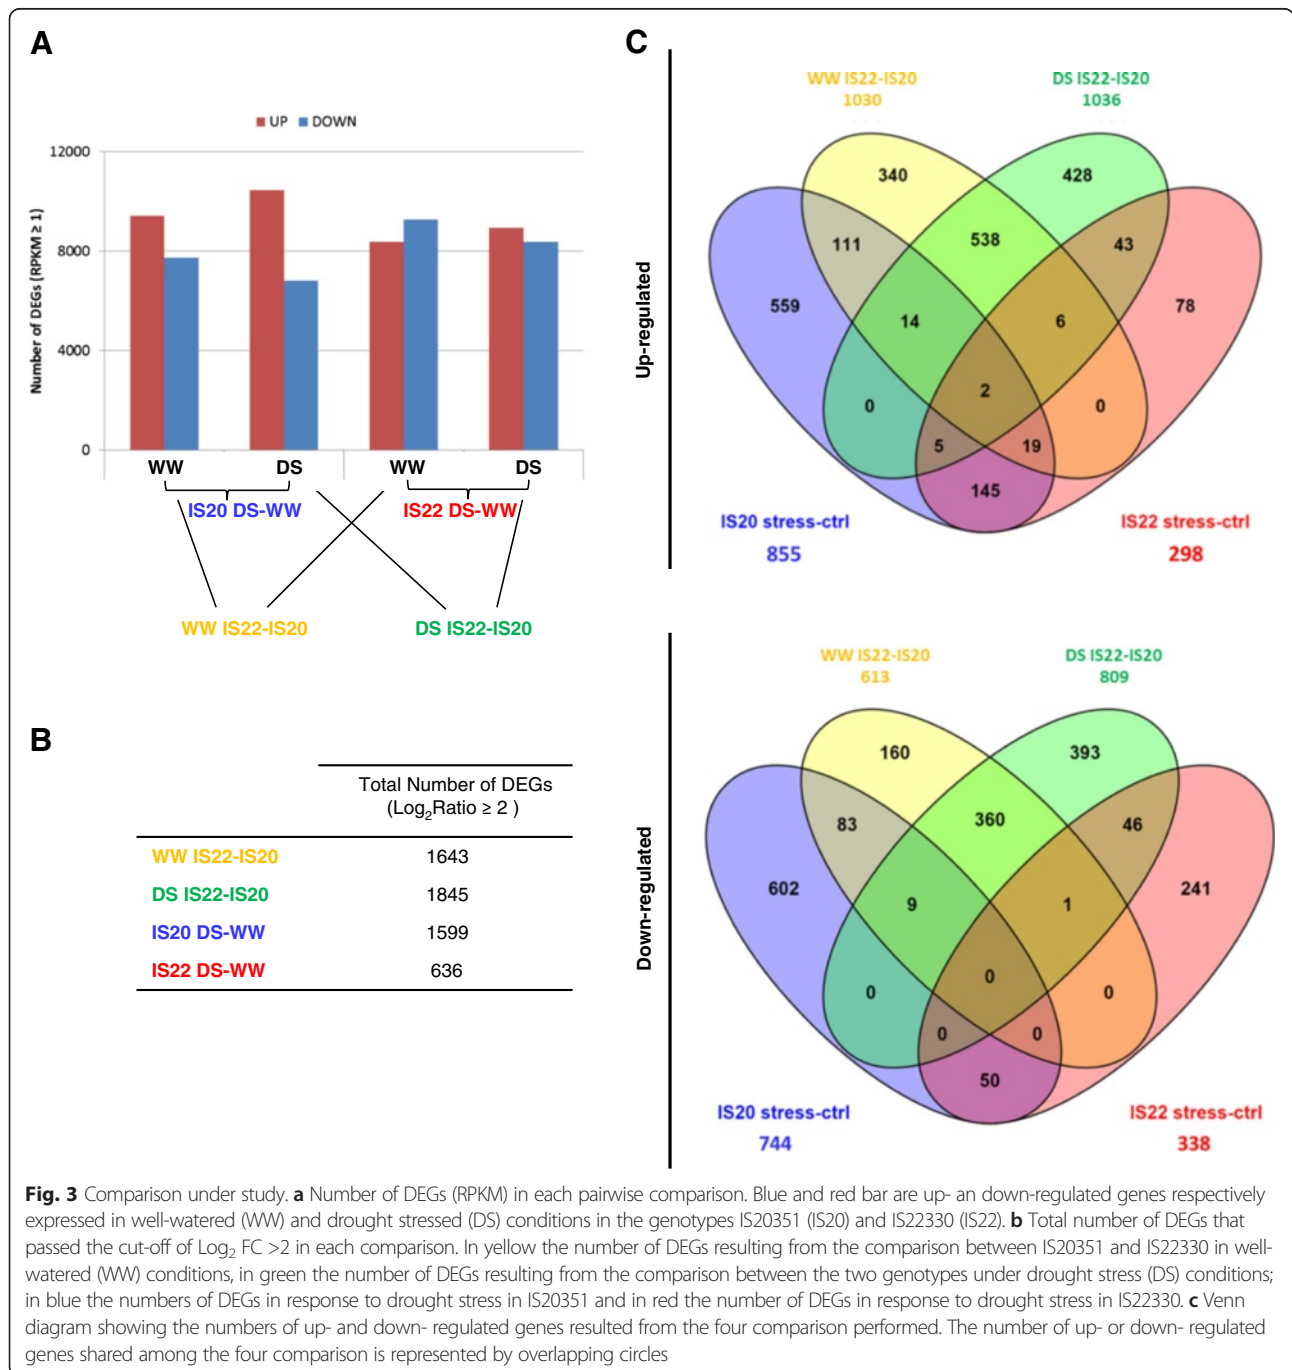 A
UP DOWN
Number of DEGs (RPKM ≥ 1)
12000
8000
4000
0
WW DS WW DS
IS20 DS-WW IS22 DS-WW
WW IS22-IS20 DS IS22-IS20
B
Total Number of DEGs
(Log2Ratio ≥ 2 )
WW IS22-IS20 1643
DS IS22-IS20 1845
IS20 DS-WW 1599
IS22 DS-WW 636
C
Up-regulated
WW IS22-IS20 DS IS22-IS20
1030 1036
340 428
111 538 43
559 14 6 78
2
0 0
5 19
145
IS20 stress-ctrl IS22 stress-ctrl
855 298
Down-regulated
WW IS22-IS20 DS IS22-IS20
613 809
160 393
83 360 46
602 9 1 241
0
0 0
0 0
50
IS20 stress-ctrl IS22 stress-ctrl
744 338
Fig. 3 Comparison under study. a Number of DEGs (RPKM) in each pairwise comparison. Blue and red bar are up- an down-regulated genes respectively
expressed in well-watered (WW) and drought stressed (DS) conditions in the genotypes IS20351 (IS20) and IS22330 (IS22). b Total number of DEGs that
passed the cut-off of Log2 FC >2 in each comparison. In yellow the number of DEGs resulting from the comparison between IS20351 and IS22330 in well-
watered (WW) conditions, in green the number of DEGs resulting from the comparison between the two genotypes under drought stress (DS) conditions;
in blue the numbers of DEGs in response to drought stress in IS20351 and in red the number of DEGs in response to drought stress in IS22330. c Venn
diagram showing the numbers of up- and down- regulated genes resulted from the four comparison performed. The number of up- or down- regulated
genes shared among the four comparison is represented by overlapping circles